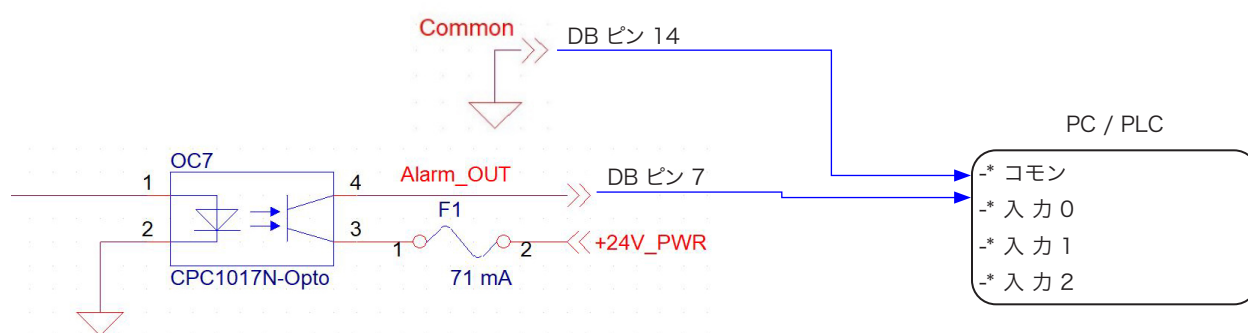 Common
DB ピン 14
PC / PLC
OC7
1
4
Alarm_OUT
DB ピン 7
-* コモン
F1
-* 入 力 0
2
3
1
2
+24V_PWR
-* 入 力 1
CPC1017N-Opto
71 mA
-* 入 力 2